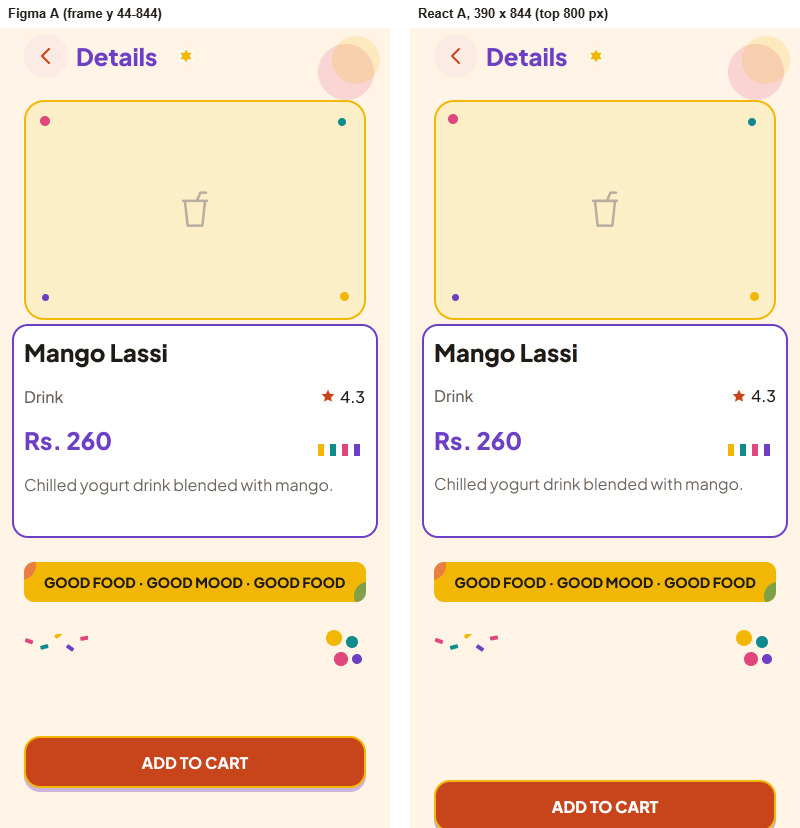 Figma A (frame y 44-844)
Details
Mango Lassi
Drink
4.3
Rs. 260
Chilled yogurt drink blended with mango.
GOOD FOOD · GOOD MOOD · GOOD FOOD
ADD TO CART
React A, 390 x 844 (top 800 px)
Details
Mango Lassi
Drink
4.3
Rs. 260
Chilled yogurt drink blended with mango.
GOOD FOOD · GOOD MOOD · GOOD FOOD
ADD TO CART